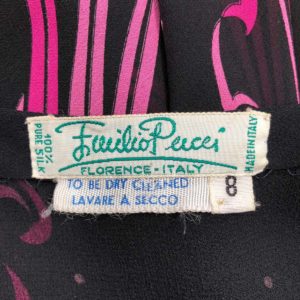 100%
PURE SILK
Emilio Pucci
FLORENCE - ITALY
MADE IN ITALY
TO BE DRY CLEANED
LAVARE A SECCO
8